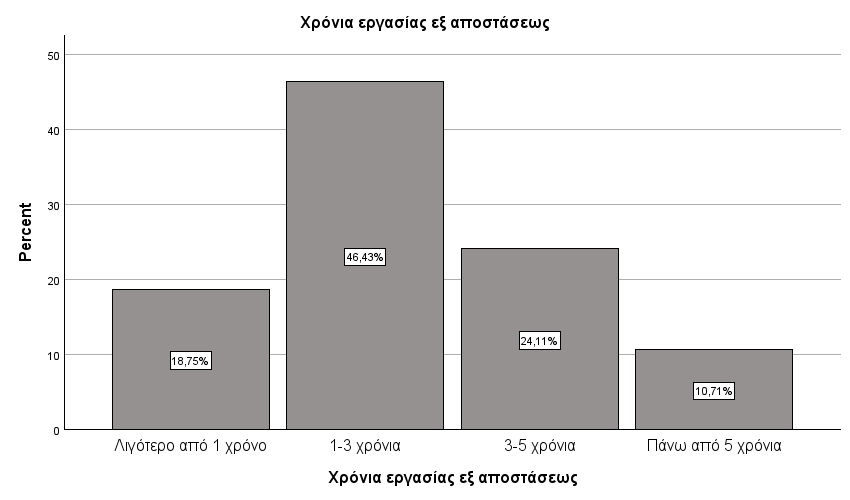 Χρόνια εργασίας εξ αποστάσεως
Percent
50
40
30
20
10
0
18,75%
46,43%
24,11%
10,71%
Λιγότερο από 1 χρόνο
1-3 χρόνια
3-5 χρόνια
Πάνω από 5 χρόνια
Χρόνια εργασίας εξ αποστάσεως